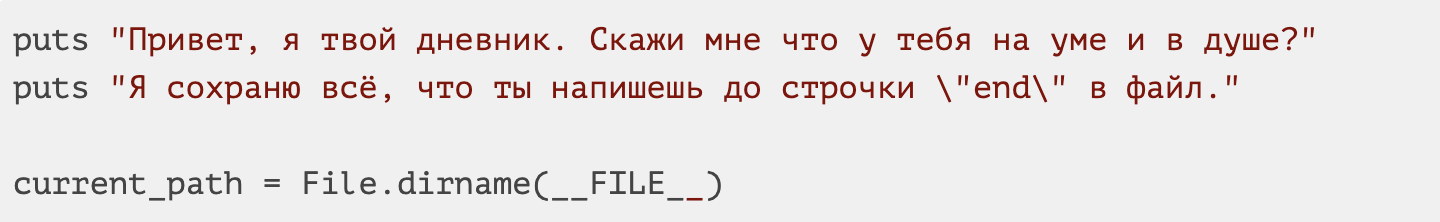 puts "Привет, я твой дневник. Скажи мне что у тебя на уме и в душе?"
puts "Я сохраню всё, что ты напишешь до строчки \"end\" в файл."
current_path = File.dirname(__FILE__)